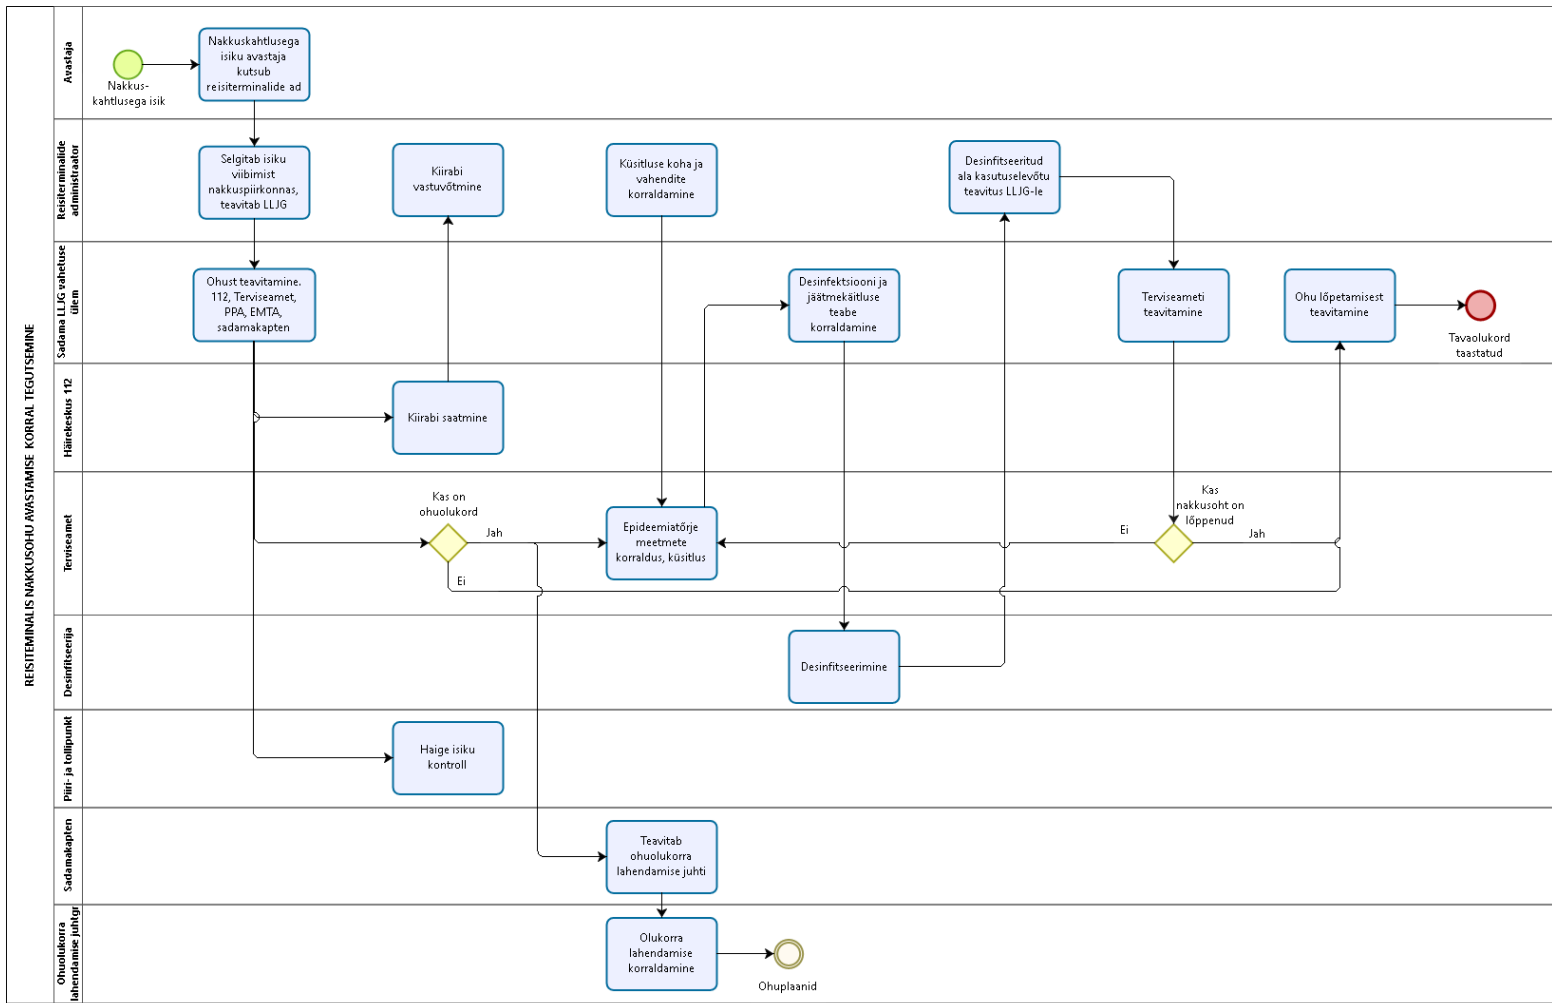 REISITEMINALIS NAKKUSOHU AVASTAMISE KORRAL TEGUTSEMINE
Avastaja
Nakkus-
kahtlusega isik
Nakkuskahtlusega
isiku avastaja
kutsub
reisiterminalide ad
Reisiterminalide
administraator
Selgitab isiku
viibimist
nakkuspiirkonnas,
teavitab LLJG
Kiirabi
vastuvõtmine
Küsitluse koha ja
vahendite
korraldamine
Desinfitseeritud
ala kasutuselevõtu
teavitus LLJG-le
Sadama LLJG vahetuse
ülem
Ohust teavitamine.
112, Terviseamet,
PPA, EMTA,
sadamakapten
Desinfektsiooni ja
jäätmekäitluse
teabe
korraldamine
Terviseameti
teavitamine
Ohu lõpetamisest
teavitamine
Tavaolukord
taastatud
Häirekeskus 112
Kiirabi saatmine
Terviseamet
Kas on
ohuolukord
Jah
Ei
Epideemiatõrje
meetmete
korraldus, küsitlus
Kas
nakkusoht on
lõppenud
Ei
Jah
Desinfitseerija
Desinfitseerimine
Piiri- ja tollipunkt
Haige isiku
kontroll
Sadamakapten
Teavitab
ohuolukorra
lahendamise juhti
Ohuolukorra
lahendamise juhtgr
Olukorra
lahendamise
korraldamine
Ohuplaanid